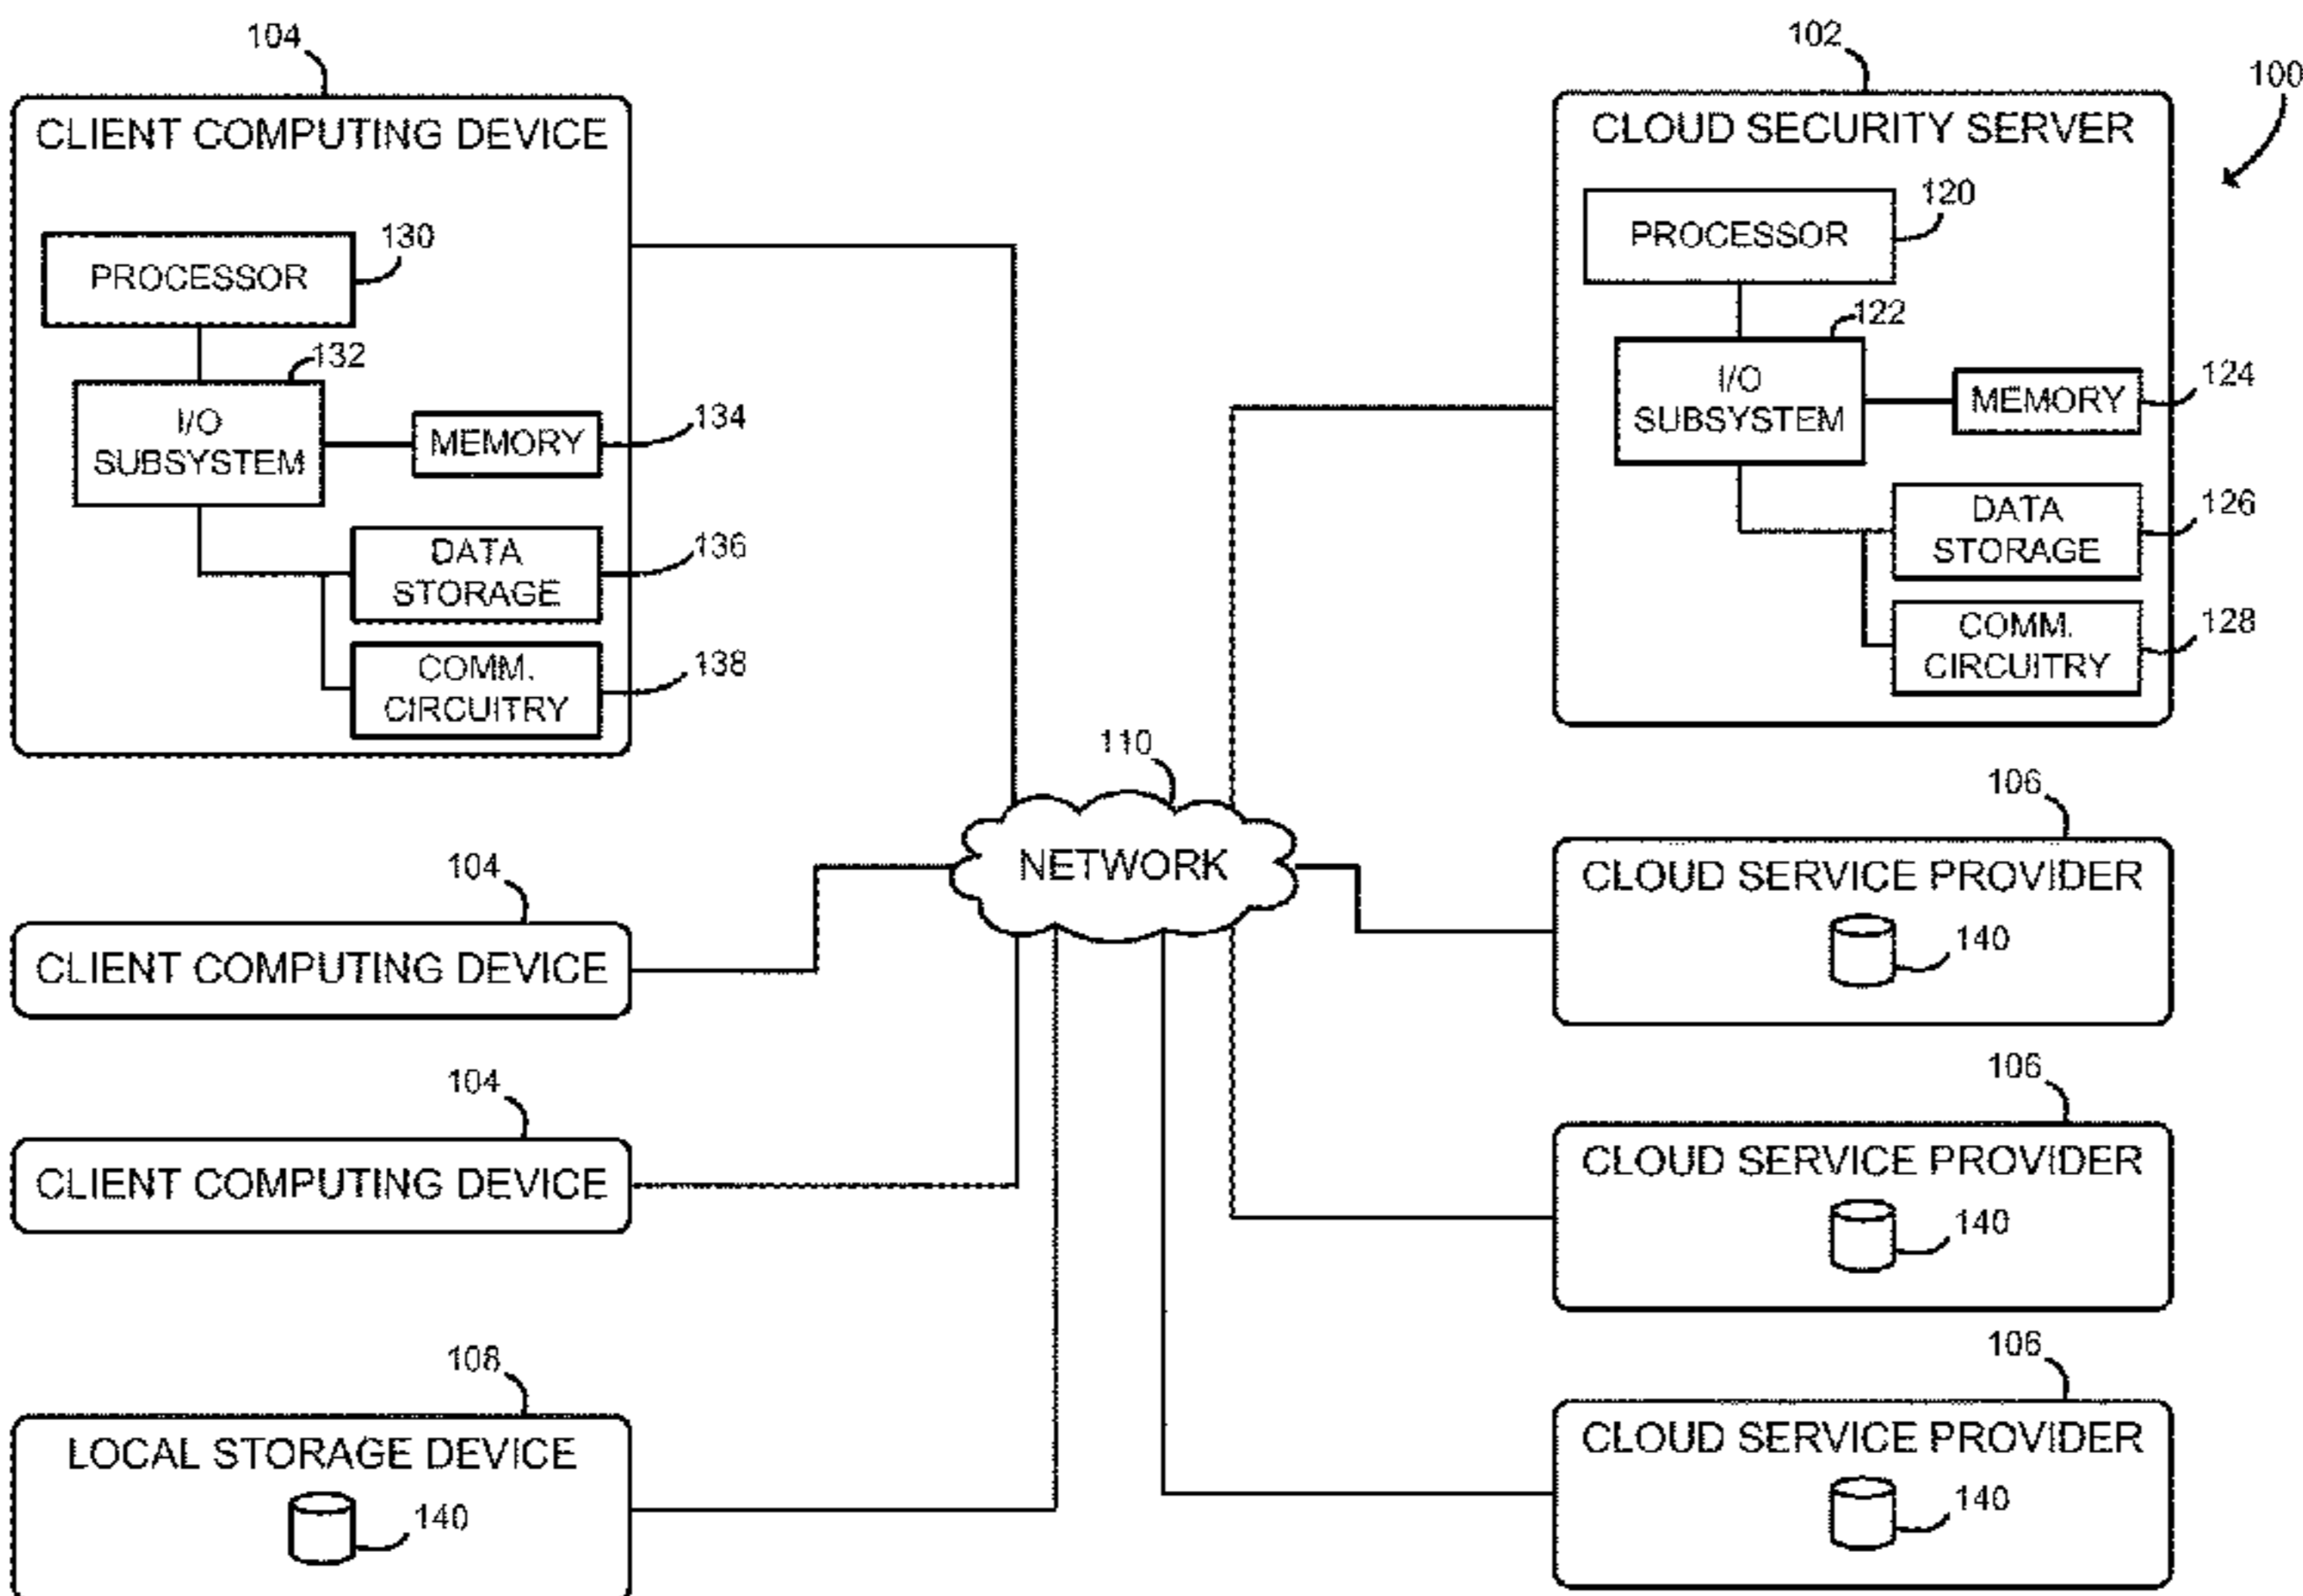 104
CLIENT COMPUTING DEVICE
PROCESSOR
130
132
I/O
SUBSYSTEM
MEMORY
134
DATA
STORAGE
136
COMM.
CIRCUITRY
138
102
100
CLOUD SECURITY SERVER
PROCESSOR
120
122
I/O
SUBSYSTEM
MEMORY
124
DATA
STORAGE
126
COMM.
CIRCUITRY
128
110
NETWORK
104
CLIENT COMPUTING DEVICE
104
CLIENT COMPUTING DEVICE
108
LOCAL STORAGE DEVICE
140
106
CLOUD SERVICE PROVIDER
140
106
CLOUD SERVICE PROVIDER
140
106
CLOUD SERVICE PROVIDER
140